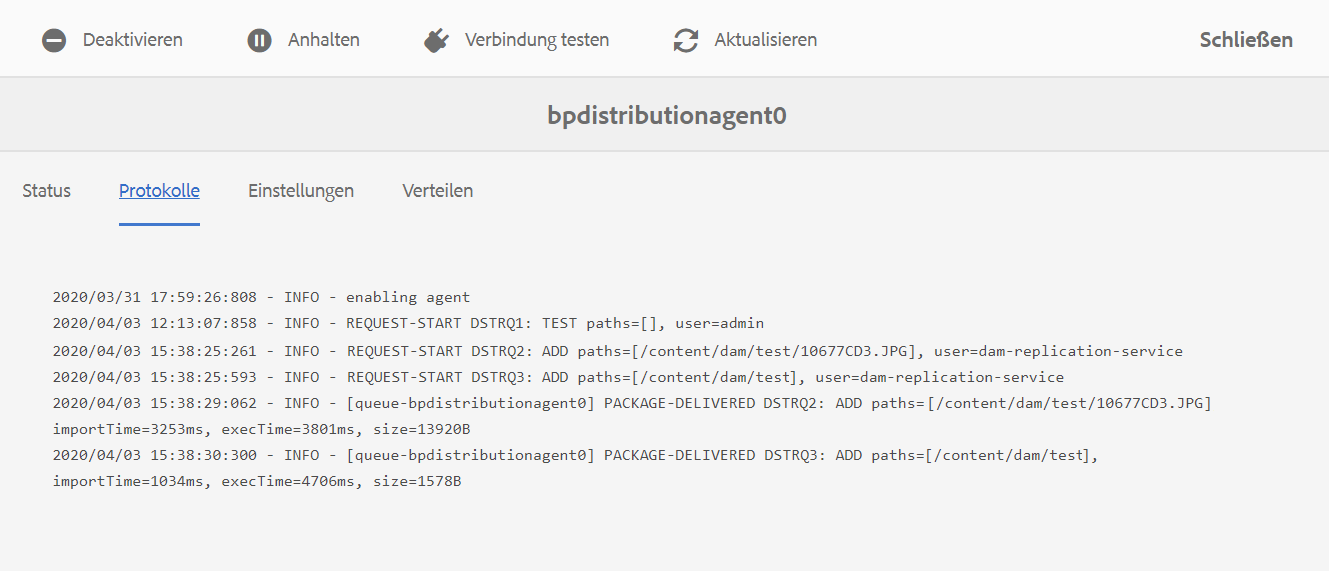 Deaktivieren Anhalten Verbindung testen Aktualisieren Schließen
bpdistributionagent0
Status Protokolle Einstellungen Verteilen
2020/03/31 17:59:26:808 - INFO - enabling agent
2020/04/03 12:13:07:858 - INFO - REQUEST-START DSTRQ1: TEST paths=[], user=admin
2020/04/03 15:38:25:261 - INFO - REQUEST-START DSTRQ2: ADD paths=[/content/dam/test/10677CD3.JPG], user=dam-replication-service
2020/04/03 15:38:25:593 - INFO - REQUEST-START DSTRQ3: ADD paths=[/content/dam/test], user=dam-replication-service
2020/04/03 15:38:29:062 - INFO - [queue-bpdistributionagent0] PACKAGE-DELIVERED DSTRQ2: ADD paths=[/content/dam/test/10677CD3.JPG]
importTime=3253ms, execTime=3801ms, size=13920B
2020/04/03 15:38:30:300 - INFO - [queue-bpdistributionagent0] PACKAGE-DELIVERED DSTRQ3: ADD paths=[/content/dam/test],
importTime=1034ms, execTime=4706ms, size=1578B